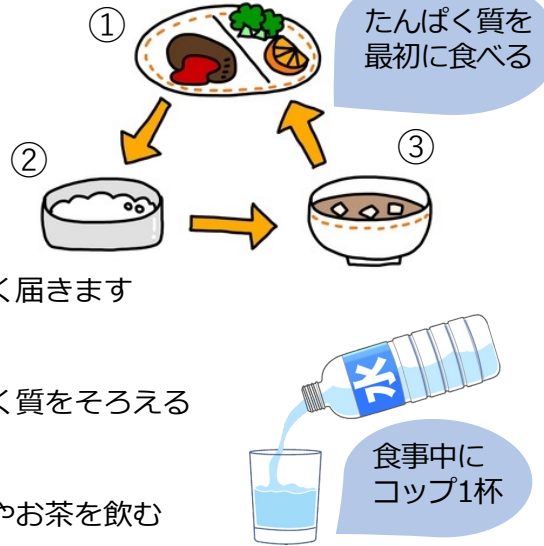 ①
たんぱく質を
最初に食べる
②
③
く届きます
く質をそろえる
水
食事中に
コップ1杯
やお茶を飲む